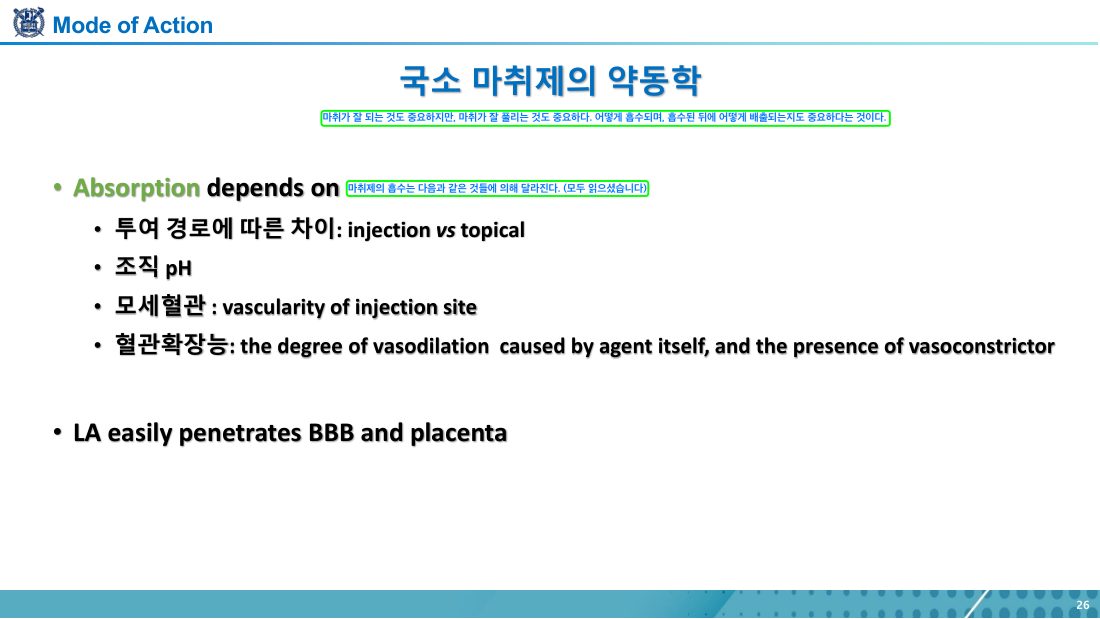 Mode of Action
국소 마취제의 약동학
마취가 잘 되는 것도 중요하지만, 마취가 잘 풀리는 것도 중요하다. 어떻게 흡수되며, 흡수된 뒤에 어떻게 배출되는지도 중요하다는 것이다.
• Absorption depends on 마취제의 흡수는 다음과 같은 것들에 의해 달라진다. (모두 읽으셨습니다)
• 투여 경로에 따른 차이: injection vs topical
• 조직 pH
• 모세혈관 : vascularity of injection site
• 혈관확장능: the degree of vasodilation caused by agent itself, and the presence of vasoconstrictor
• LA easily penetrates BBB and placenta
26